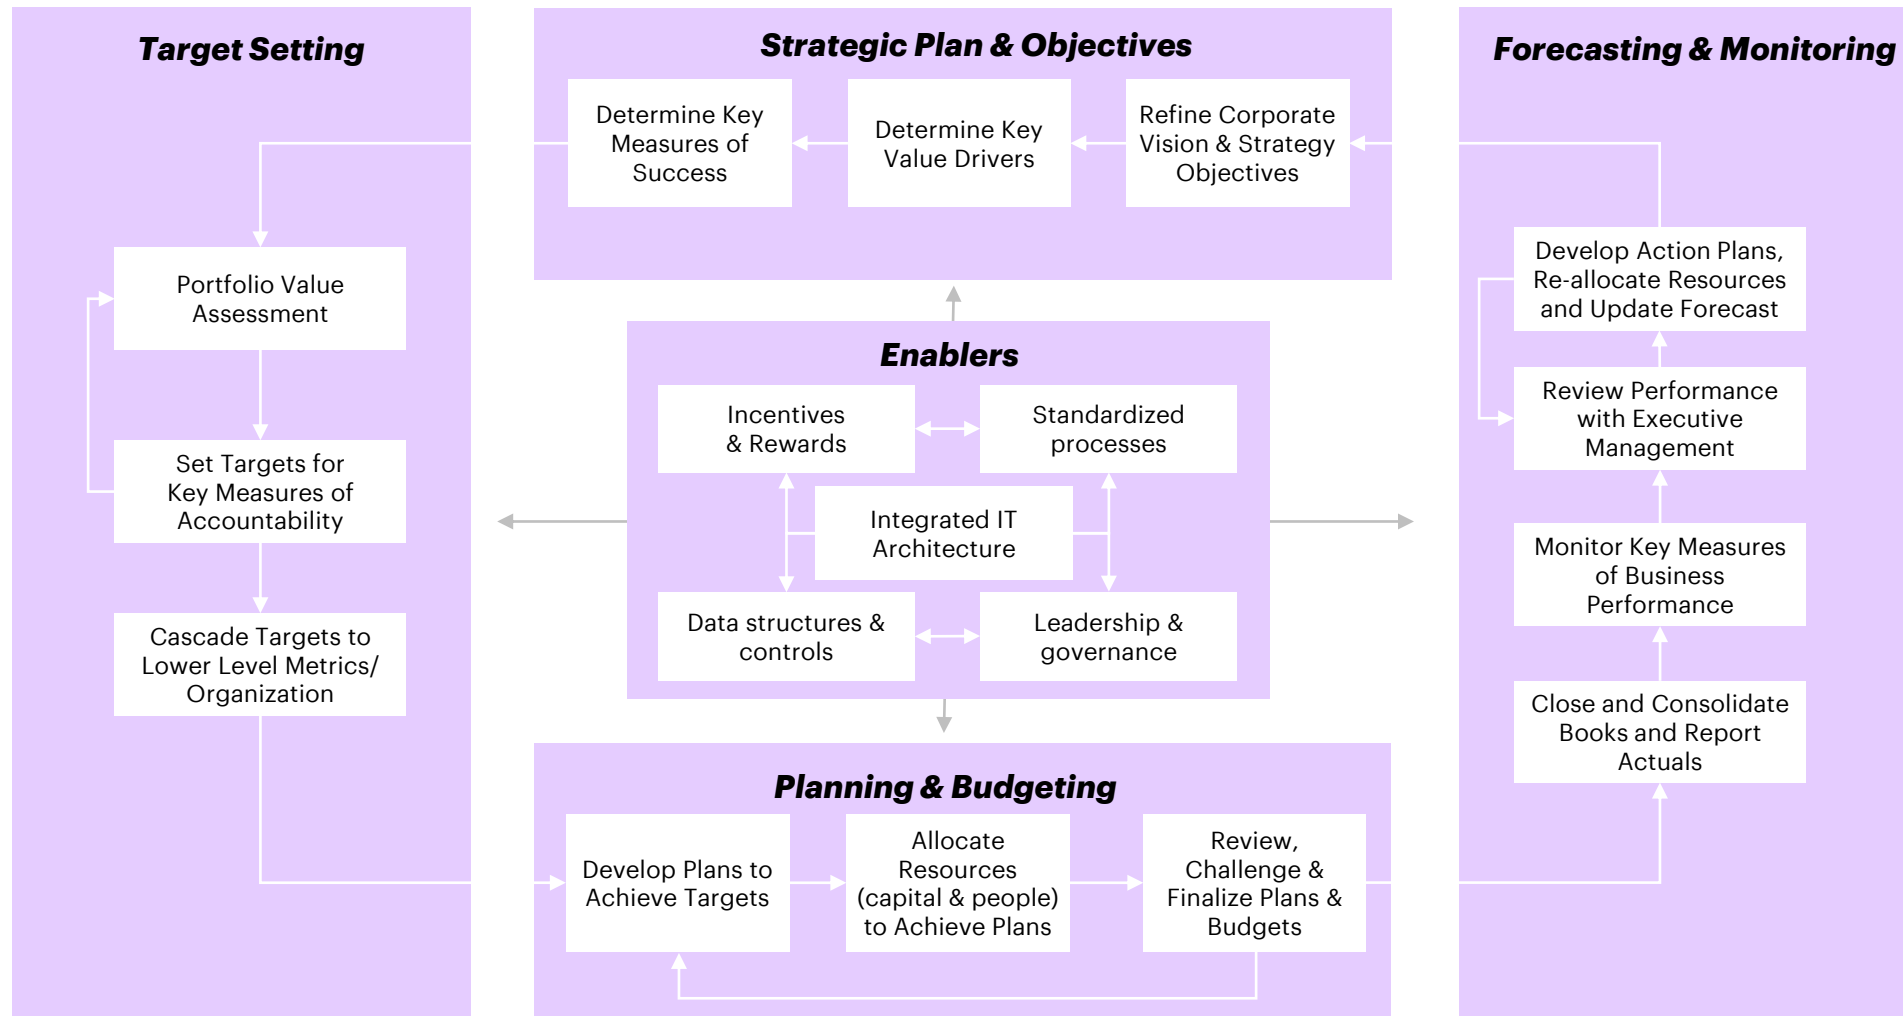 Target Setting
Portfolio Value
Assessment
Set Targets for
Key Measures of
Accountability
Cascade Targets to
Lower Level Metrics/
Organization
Strategic Plan & Objectives
Determine Key
Measures of
Success
Determine Key
Value Drivers
Refine Corporate
Vision & Strategy
Objectives
Enablers
Incentives
& Rewards
Standardized
processes
Integrated IT
Architecture
Data structures &
controls
Leadership &
governance
Planning & Budgeting
Develop Plans to
Achieve Targets
Allocate
Resources
(capital & people)
to Achieve Plans
Review,
Challenge &
Finalize Plans &
Budgets
Forecasting & Monitoring
Develop Action Plans,
Re-allocate Resources
and Update Forecast
Review Performance
with Executive
Management
Monitor Key Measures
of Business
Performance
Close and Consolidate
Books and Report
Actuals